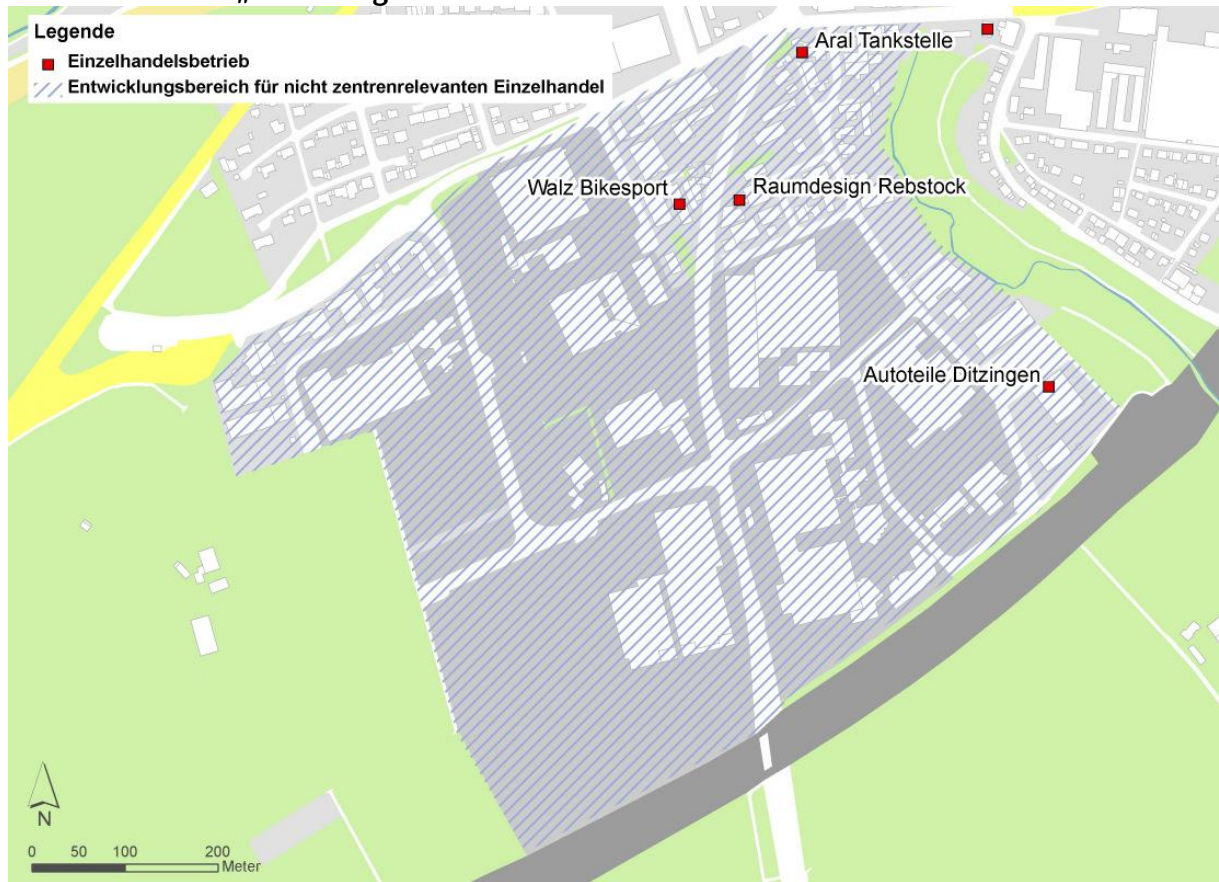 Legende
Einzelhandelsbetrieb
Entwicklungsbereich für nicht zentrenrelevanten Einzelhandel
Aral Tankstelle
Walz Bikesport
Raumdesign Rebstock
Autoteile Ditzingen
N
0 50 100 200
Meter